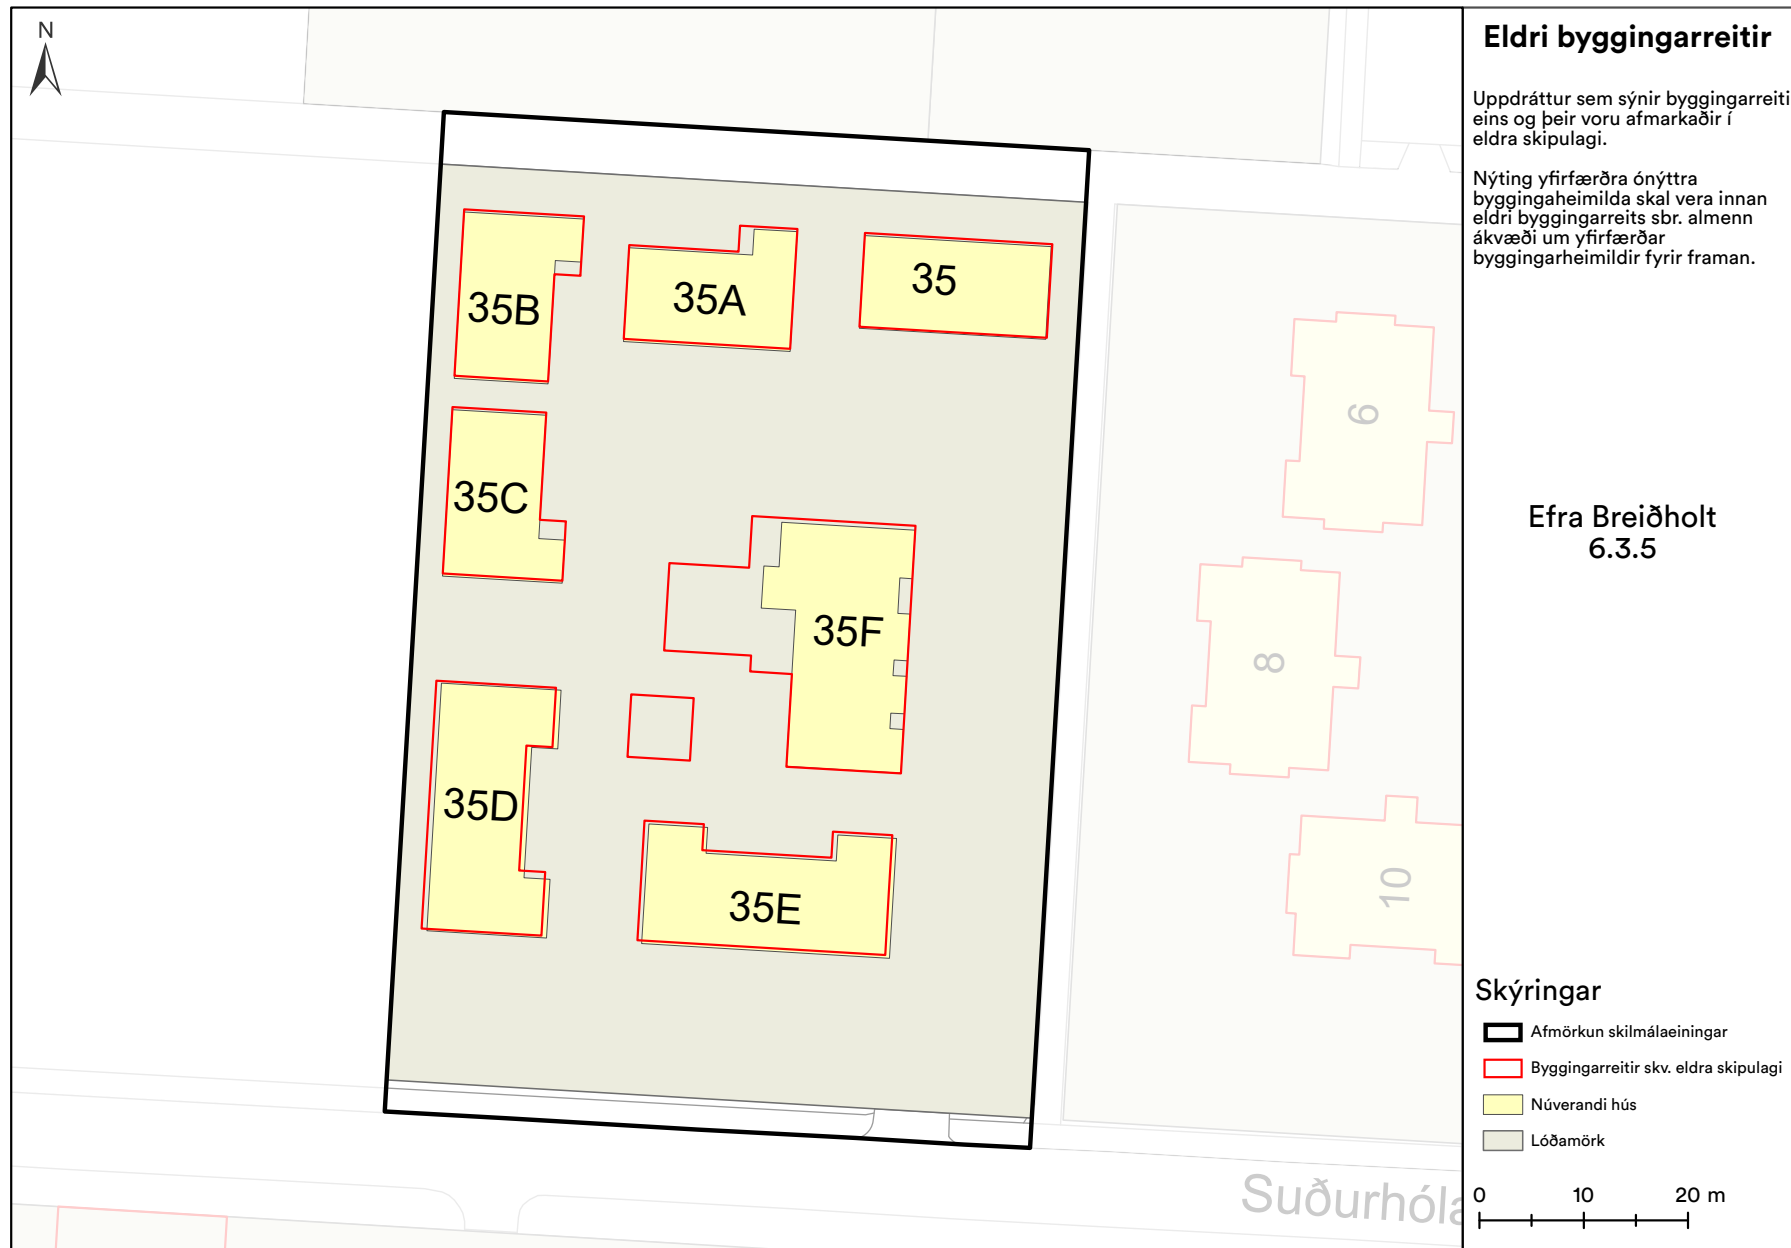 N
35B
35A
35
35C
35F
35D
35E
6
8
10
Suðurhóla
Eldri byggingarreitir
Uppdráttur sem sýnir byggingarreiti
eins og þeir voru afmarkaðir í
eldra skipulagi.
Nýting yfirfærðra ónýttra
byggingaheimilda skal vera innan
eldri byggingarreits sbr. almenn
ákvæði um yfirfærðar
byggingarheimildir fyrir framan.
Efra Breiðholt
6.3.5
Skýringar
Afmörkun skilmálaeiningar
Byggingarreitir skv. eldra skipulagi
Núverandi hús
Lóðamörk
0 10 20 m